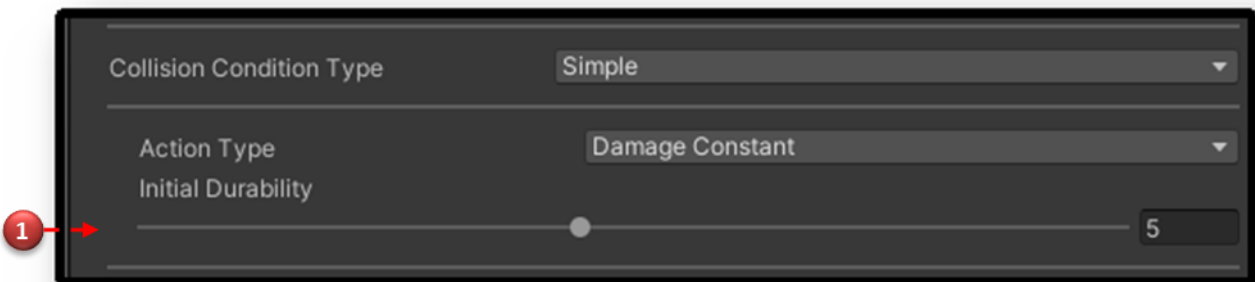 Collision Condition Type Simple
Action Type Damage Constant
Initial Durability
1 5